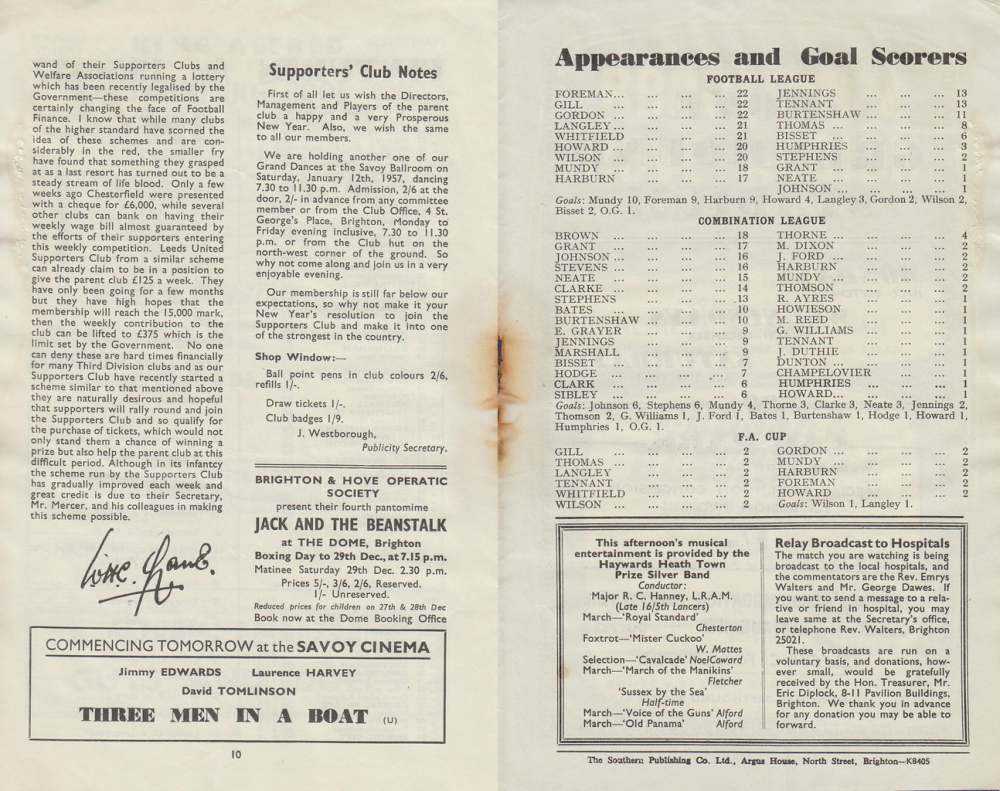 wand of their Supporters Clubs and
Welfare Associations running a lottery
which has been recently legalised by the
Government—these competitions are
certainly changing the face of Football
Finance. I know that while many clubs
of the higher standard have scorned the
idea of these schemes and are con-
siderably in the red, the smaller fry
have found that something they grasped
at as a last resort has turned out to be a
steady stream of life blood. Only a few
weeks ago Chesterfield were presented
with a cheque for £6,000, while several
other clubs can bank on having their
weekly wage bill almost guaranteed by
the efforts of their supporters entering
this weekly competition. Leeds United
Supporters Club from a similar scheme
can already claim to be in a position to
give the parent club £125 a week. They
have only been going for a few months
but they have high hopes that the
membership will reach the 15,000 mark,
then the weekly contribution to the
club can be lifted to £375 which is the
limit set by the Government. No one
can deny these are hard times financially
for many Third Division clubs and as our
Supporters Club have recently started a
scheme similar to that mentioned above
they are naturally desirous and hopeful
that supporters will rally round and join
the Supporters Club and so qualify for
the purchase of tickets, which would not
only stand them a chance of winning a
prize but also help the parent club at this
difficult period. Although in its infantcy
the scheme run by the Supporters Club
has gradually improved each week and
great credit is due to their Secretary,
Mr. Mercer, and his colleagues in making
this scheme possible.
Supporters' Club Notes
First of all let us wish the Directors,
Management and Players of the parent
club a happy and a very Prosperous
New Year. Also, we wish the same
to all our members.
We are holding another one of our
Grand Dances at the Savoy Ballroom on
Saturday, January 12th, 1957, dancing
7.30 to 11.30 p.m. Admission, 2/6 at the
door, 2/- in advance from any committee
member or from the Club Office, 4 St.
George's Place, Brighton, Monday to
Friday evening inclusive, 7.30 to 11.30
p.m. or from the Club hut on the
north-west corner of the ground. So
why not come along and join us in a very
enjoyable evening.
Our membership is still far below our
expectations, so why not make it your
New Year's resolution to join the
Supporters Club and make it into one
of the strongest in the country.
Shop Window:—
Ball point pens in club colours 2/6,
refills 1/-.
Draw tickets 1/-.
Club badges 1/9.
J. Westborough,
Publicity Secretary.
BRIGHTON & HOVE OPERATIC
SOCIETY
present their fourth pantomime
JACK AND THE BEANSTALK
at THE DOME, Brighton
Boxing Day to 29th Dec., at 7.15 p.m.
Matinee Saturday 29th Dec. 2.30 p.m.
Prices 5/-, 3/6, 2/6, Reserved.
1/- Unreserved.
Reduced prices for children on 27th & 28th Dec
Book now at the Dome Booking Office
COMMENCING TOMORROW at the SAVOY CINEMA
Jimmy EDWARDS Laurence HARVEY
David TOMLINSON
THREE MEN IN A BOAT (U)
10
Appearances and Goal Scorers
FOOTBALL LEAGUE
FOREMAN... ... ... ... 22 JENNINGS ... ... ... 13
GILL ... ... ... 22 TENNANT ... ... ... 13
GORDON ... ... ... ... 22 BURTENSHAW ... ... ... 11
LANGLEY... ... ... ... 21 THOMAS ... ... ... ... 8
WHITFIELD ... ... ... 21 BISSET ... ... ... ... 6
HOWARD ... ... ... ... 20 HUMPHRIES ... ... ... 3
WILSON ... ... ... ... 20 STEPHENS ... ... ... 2
MUNDY ... ... ... ... 18 GRANT ... ... ... ... 1
HARBURN ... ... ... 17 NEATE ... ... ... ... 1
JOHNSON ... ... ... ... 1
Goals: Mundy 10, Foreman 9, Harburn 9, Howard 4, Langley 3, Gordon 2, Wilson 2,
Bisset 2, O.G. 1.
COMBINATION LEAGUE
BROWN ... ... ... ... 18 THORNE ... ... ... ... 4
GRANT ... ... ... ... 17 M. DIXON ... ... ... 2
JOHNSON ... ... ... ... 16 J. FORD ... ... ... ... 2
STEVENS ... ... ... ... 16 HARBURN ... ... ... 2
NEATE ... ... ... ... 15 MUNDY ... ... ... ... 2
CLARKE ... ... ... ... 14 THOMSON ... ... ... 2
STEPHENS ... ... ... 13 R. AYRES ... ... ... 1
BATES ... ... ... ... 10 HOWIESON ... ... ... 1
BURTENSHAW ... ... ... 10 M. REED ... ... ... ... 1
E. GRAYER ... ... ... 9 G. WILLIAMS ... ... ... 1
JENNINGS ... ... ... 9 TENNANT ... ... ... 1
MARSHALL ... ... ... 9 J. DUTHIE ... ... ... 1
BISSET ... ... ... ... 7 DUNTON ... ... ... ... 1
HODGE ... ... ... ... 7 CHAMPELOVIER ... ... 1
CLARK ... ... ... ... 6 HUMPHRIES ... ... ... 1
SIBLEY ... ... ... ... 6 HOWARD... ... ... ... 1
Goals: Johnson 6, Stephens 6, Mundy 4, Thorne 3, Clarke 3, Neate 3, Jennings 2,
Thomson 2, G. Williams 1, J. Ford 1, Bates 1, Burtenshaw 1, Hodge 1, Howard 1,
Humphries 1, O.G. 1.
F.A. CUP
GILL ... ... ... 2 GORDON ... ... ... ... 2
THOMAS ... ... ... ... 2 MUNDY ... ... ... ... 2
LANGLEY ... ... ... 2 HARBURN ... ... ... 2
TENNANT ... ... ... 2 FOREMAN ... ... ... 2
WHITFIELD ... ... ... 2 HOWARD ... ... ... 2
WILSON ... ... ... ... 2 Goals: Wilson 1, Langley 1.
This afternoon's musical
entertainment is provided by the
Haywards Heath Town
Prize Silver Band
Conductor:
Major R. C. Hanney, L.R.A.M.
(Late 16/5th Lancers)
March—'Royal Standard'
Chesterton
Foxtrot—'Mister Cuckoo'
W. Mattes
Selection—'Cavalcade' Noel Coward
March—'March of the Manikins'
Fletcher
'Sussex by the Sea'
Half-time
March—'Voice of the Guns' Alford
March—'Old Panama' Alford
Relay Broadcast to Hospitals
The match you are watching is being
broadcast to the local hospitals, and
the commentators are the Rev. Emrys
Walters and Mr. George Dawes. If
you want to send a message to a rela-
tive or friend in hospital, you may
leave same at the Secretary's office,
or telephone Rev. Walters, Brighton
25021.
These broadcasts are run on a
voluntary basis, and donations, how-
ever small, would be gratefully
received by the Hon. Treasurer, Mr.
Eric Diplock, 8-11 Pavilion Buildings,
Brighton. We thank you in advance
for any donation you may be able to
forward.
The Southern Publishing Co. Ltd., Argus House, North Street, Brighton—K8405